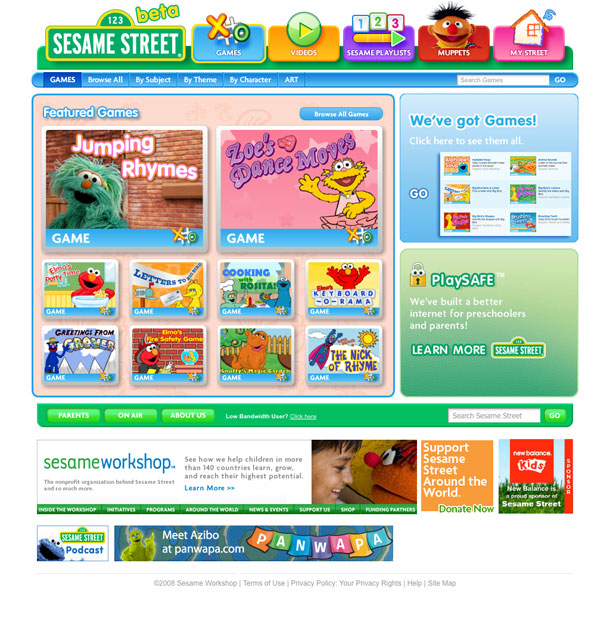 123
SESAME STREET
beta
GAMES
VIDEOS
1 2 3
SESAME PLAYLISTS
MUPPETS
MY STREET
GAMES
Browse All
By Subject
By Theme
By Character
ART
Search Games
GO
Featured Games
Browse All Games
Jumping
Rhymes
GAME
Zoe's
Dance Moves
GAME
Elmo's
Potty Time
GAME
LETTERS TO
GAME
COOKING
WITH
ROSITA!
GAME
Elmo's
KEYBOARD
-O-RAMA
GAME
GREETINGS FROM
GROVER
GAME
Elmo's
Fire Safety Game
GAME
Snuffy's Magic Garden
GAME
THE NICK
OF RHYME
GAME
We've got Games!
Click here to see them all.
GO
PlaySAFE™
We've built a better
internet for preschoolers
and parents!
LEARN MORE
SESAME STREET
PARENTS
ON AIR
ABOUT US
Low Bandwidth User? Click here
Search Sesame Street
GO
sesameworkshop™
The nonprofit organization behind Sesame Street
and so much more.
See how we help children in more
than 140 countries learn, grow,
and reach their highest potential.
Learn More >>
INSIDE THE WORKSHOP
INITIATIVES
PROGRAMS
AROUND THE WORLD
NEWS & EVENTS
SUPPORT US
SHOP
FUNDING PARTNERS
Support
Sesame
Street
Around the
World.
Donate Now
new balance
Kids
New Balance is
a proud sponsor of
Sesame Street
SPONSOR
SESAME STREET
Podcast
Meet Azibo
at panwapa.com
PANWAPA
©2008 Sesame Workshop | Terms of Use | Privacy Policy: Your Privacy Rights | Help | Site Map